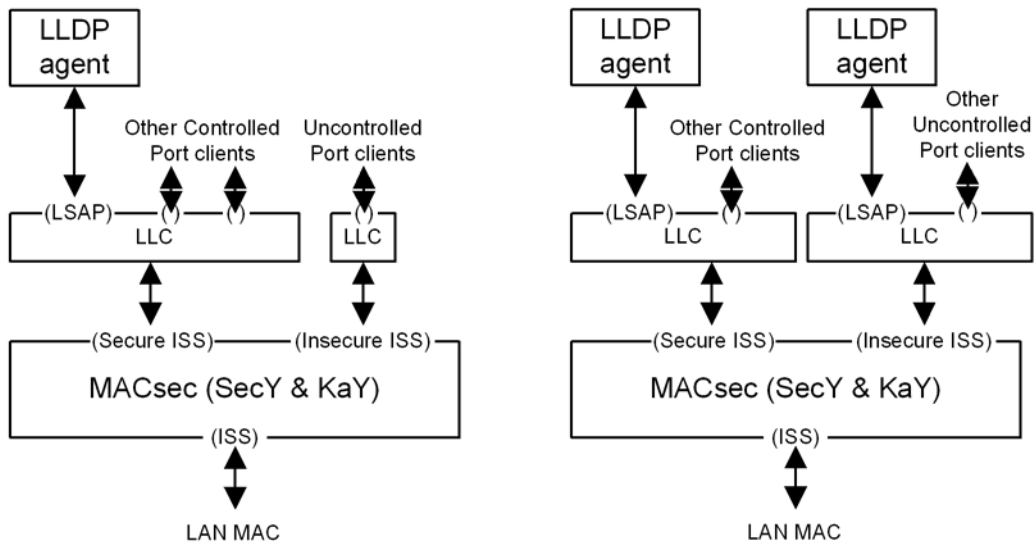 LLDP
agent
Other Controlled
Port clients
Uncontrolled
Port clients
(LSAP)
( )
( )
( )
LLC
LLC
(Secure ISS)
(Insecure ISS)
MACsec (SecY & KaY)
(ISS)
LAN MAC
LLDP
agent
LLDP
agent
Other Controlled
Port clients
Other
Uncontrolled
Port clients
(LSAP)
( )
(LSAP)
( )
LLC
LLC
(Secure ISS)
(Insecure ISS)
MACsec (SecY & KaY)
(ISS)
LAN MAC